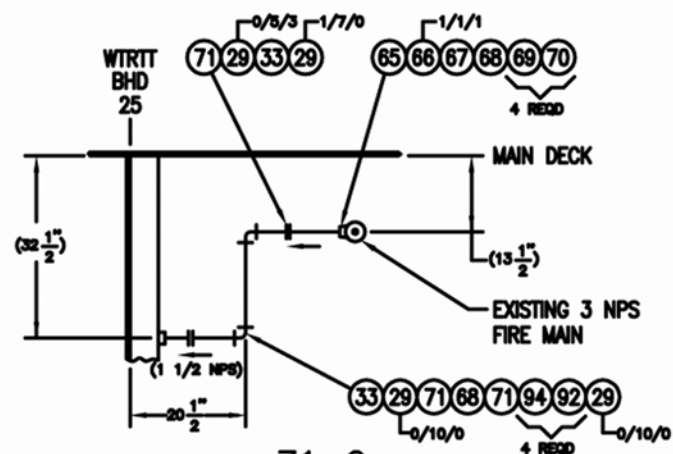 0/5/3
1/7/0
1/1/1
WTRTT
BHD
25
71 29 33 29
65 66 67 68 69 70
4 REQD
MAIN DECK
(32 1/2")
(13 1/2")
EXISTING 3 NPS
FIRE MAIN
(1 1/2 NPS)
20 1/2"
33 29 71 68 71 94 92 29
0/10/0
0/10/0
4 REQD